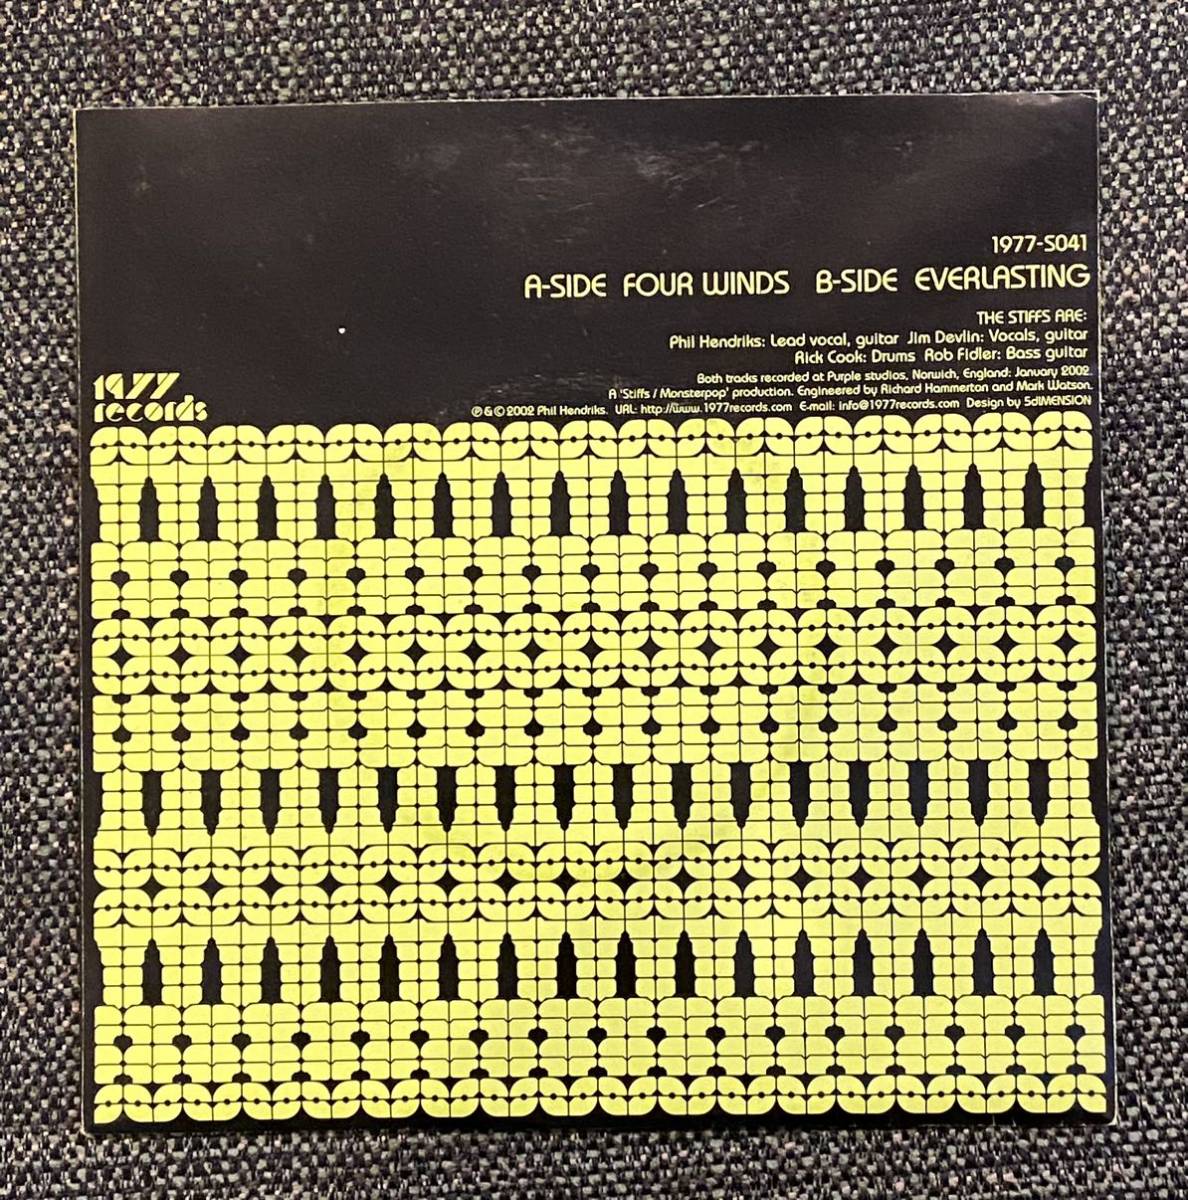 1977-S041
A-SIDE FOUR WINDS B-SIDE EVERLASTING
THE STIFFS ARE:
Phil Hendriks: Lead vocal, guitar Jim Devlin: Vocals, guitar
Rick Cook: Drums Rob Fidler: Bass guitar
Both tracks recorded at Purple studios, Norwich, England: January 2002.
A 'Stiffs / Monsterpop' production. Engineered by Richard Hammerton and Mark Watson.
℗ & © 2002 Phil Hendriks. URL: http://www.1977records.com E-mail: info@1977records.com Design by 5dIMENSION
1977
records